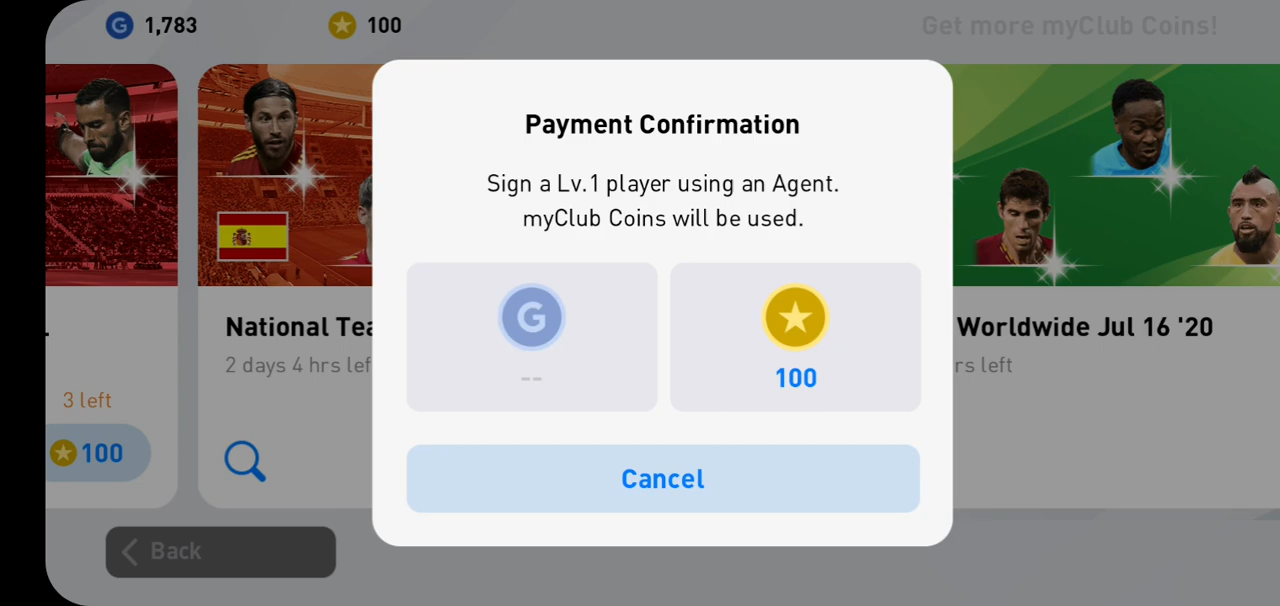 G 1,783
100
Get more myClub Coins!
Payment Confirmation
Sign a Lv.1 player using an Agent.
myClub Coins will be used.
G
--
100
Cancel
.
3 left
100
National Tea
2 days 4 hrs lef
Worldwide Jul 16 '20
rs left
Back